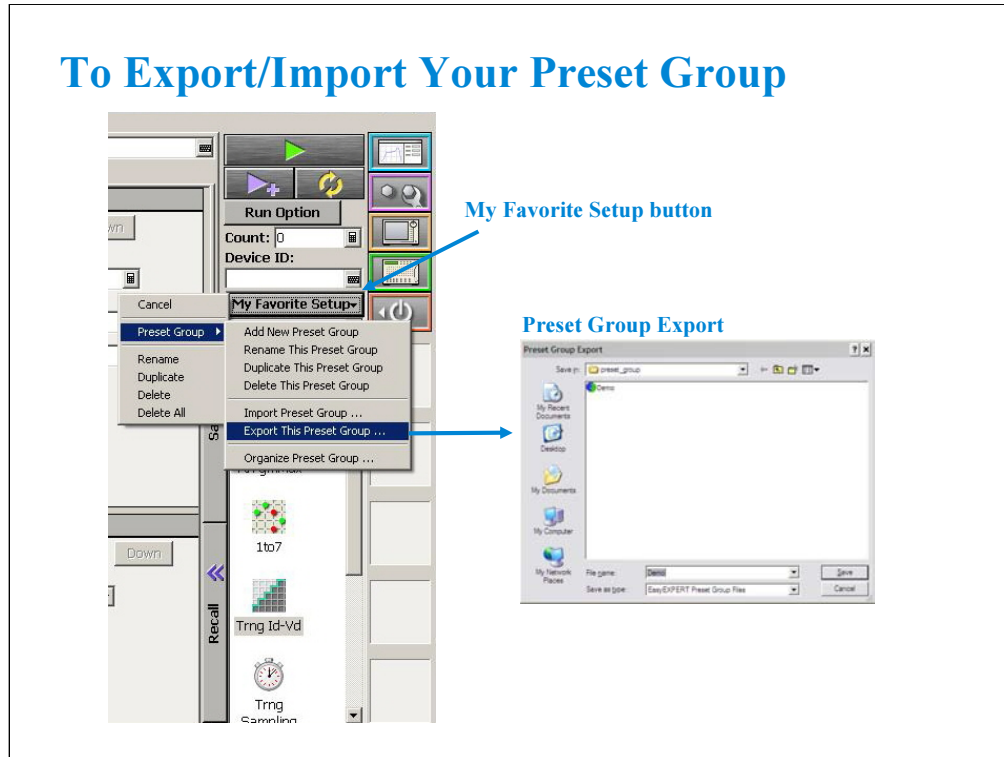 To Export/Import Your Preset Group
Run Option
Count: 0
Device ID:
My Favorite Setup
My Favorite Setup button
Cancel
Preset Group
Rename
Duplicate
Delete
Delete All
Add New Preset Group
Rename This Preset Group
Duplicate This Preset Group
Delete This Preset Group
Import Preset Group ...
Export This Preset Group ...
Organize Preset Group ...
1to7
Down
Recall
Trng Id-Vd
Trng
Sampling
Preset Group Export
Preset Group Export
Save in:
preset_group
Demo
My Recent
Documents
Desktop
My Documents
My Computer
My Network
Places
File name:
Demo
Save
Save as type:
EasyEXPERT Preset Group Files
Cancel